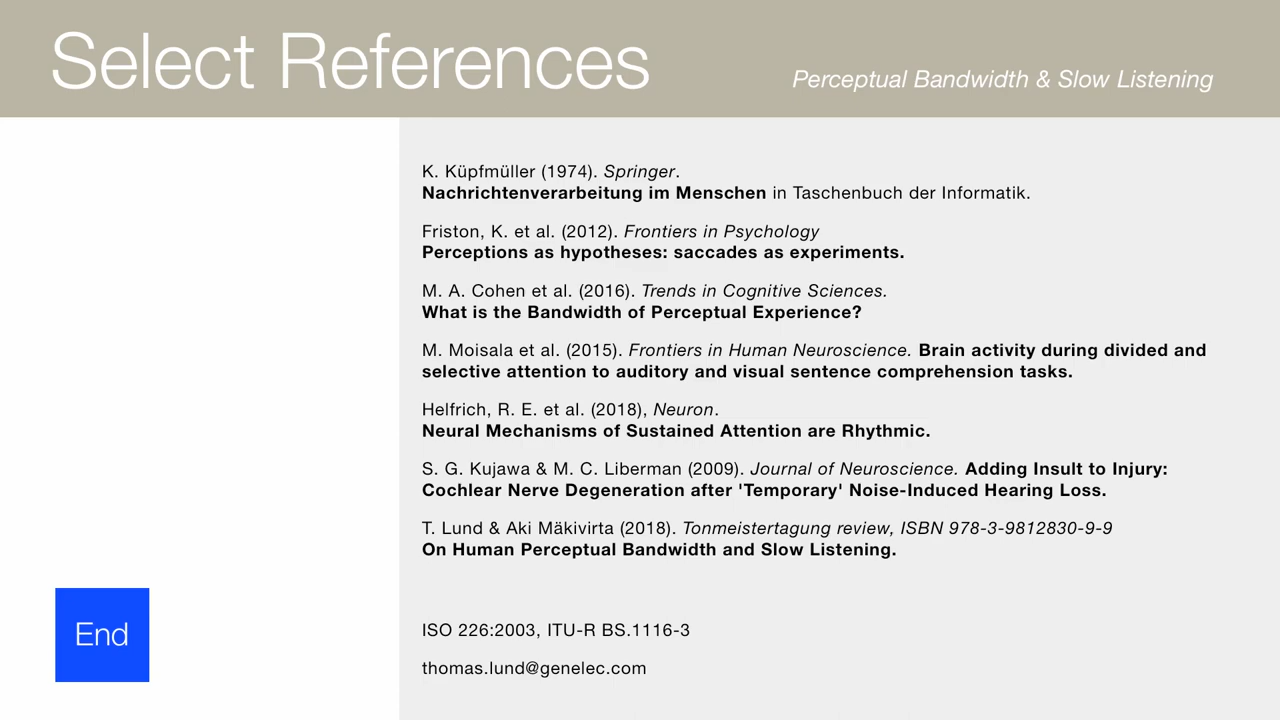 Select References
Perceptual Bandwidth & Slow Listening
K. Küpfmüller (1974). Springer.
Nachrichtenverarbeitung im Menschen in Taschenbuch der Informatik.
Friston, K. et al. (2012). Frontiers in Psychology
Perceptions as hypotheses: saccades as experiments.
M. A. Cohen et al. (2016). Trends in Cognitive Sciences.
What is the Bandwidth of Perceptual Experience?
M. Moisala et al. (2015). Frontiers in Human Neuroscience. Brain activity during divided and
selective attention to auditory and visual sentence comprehension tasks.
Helfrich, R. E. et al. (2018), Neuron.
Neural Mechanisms of Sustained Attention are Rhythmic.
S. G. Kujawa & M. C. Liberman (2009). Journal of Neuroscience. Adding Insult to Injury:
Cochlear Nerve Degeneration after 'Temporary' Noise-Induced Hearing Loss.
T. Lund & Aki Mäkivirta (2018). Tonmeistertagung review, ISBN 978-3-9812830-9-9
On Human Perceptual Bandwidth and Slow Listening.
ISO 226:2003, ITU-R BS.1116-3
thomas.lund@genelec.com
End